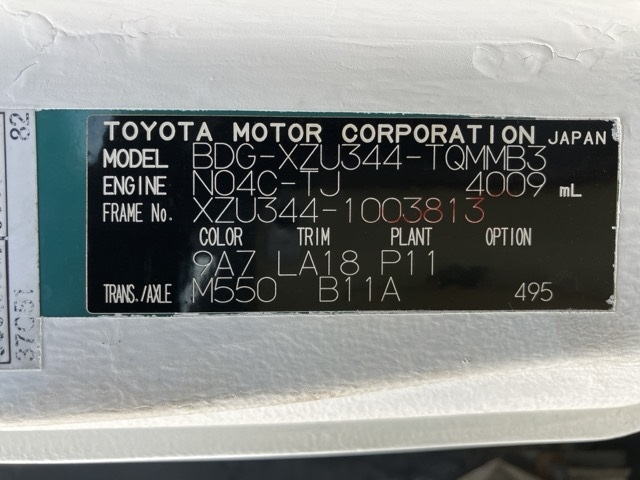 TOYOTA MOTOR CORPORATION JAPAN
MODEL BDG-XZU344-TQMMB3
ENGINE N04C-TJ 4009 mL
FRAME No. XZU344-1003813
COLOR TRIM PLANT OPTION
9A7 LA18 P11
TRANS./AXLE M550 B11A 495
82